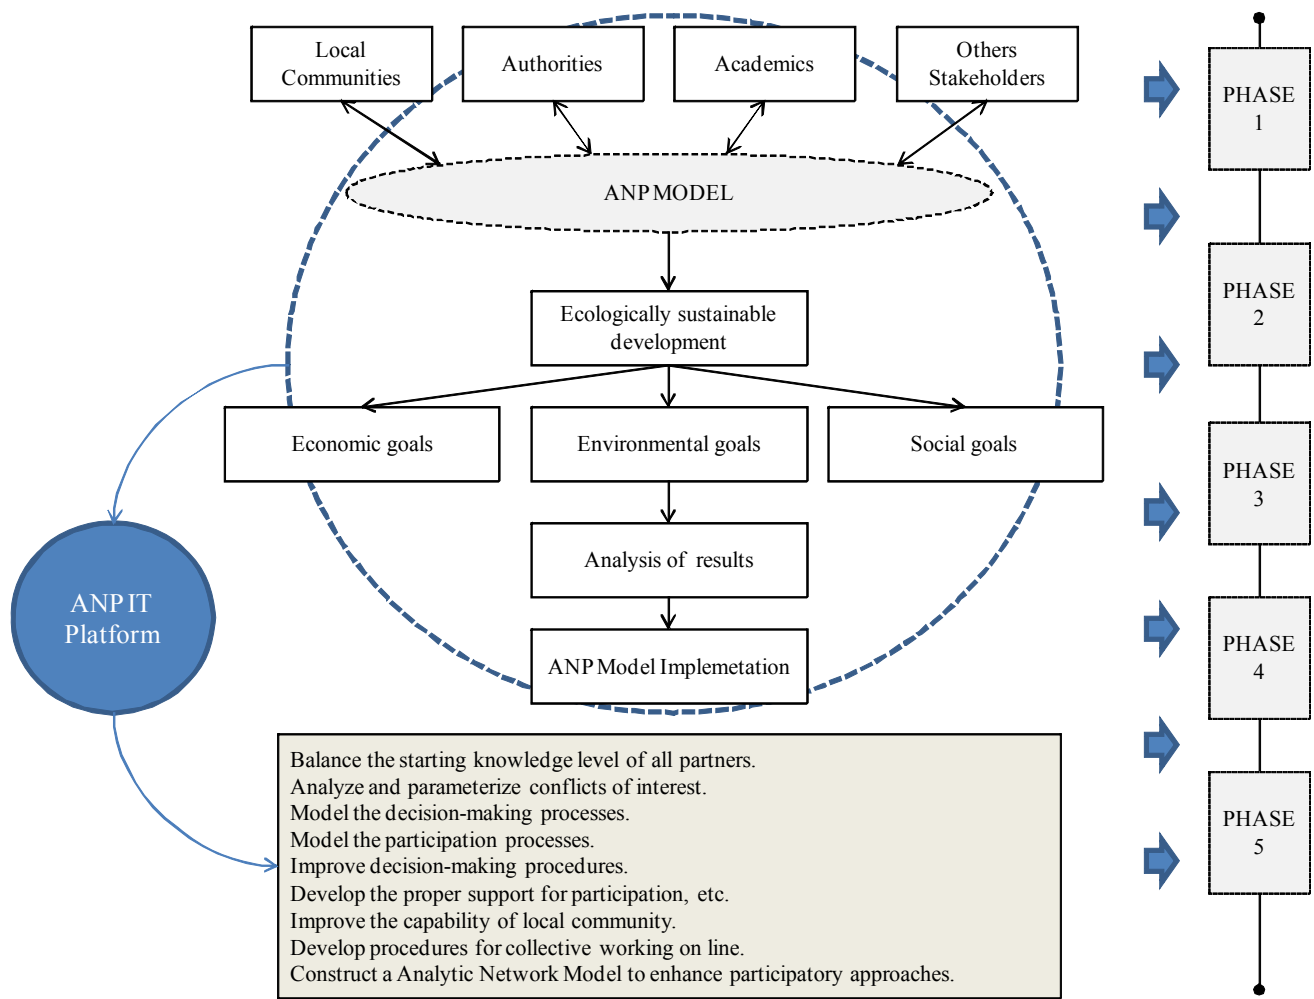 Local
Communities
Authorities
Academics
Others
Stakeholders
ANP MODEL
Ecologically sustainable
development
Economic goals
Environmental goals
Social goals
Analysis of results
ANP Model Implemetation
ANP IT
Platform
Balance the starting knowledge level of all partners.
Analyze and parameterize conflicts of interest.
Model the decision-making processes.
Model the participation processes.
Improve decision-making procedures.
Develop the proper support for participation, etc.
Improve the capability of local community.
Develop procedures for collective working on line.
Construct a Analytic Network Model to enhance participatory approaches.
PHASE
1
PHASE
2
PHASE
3
PHASE
4
PHASE
5